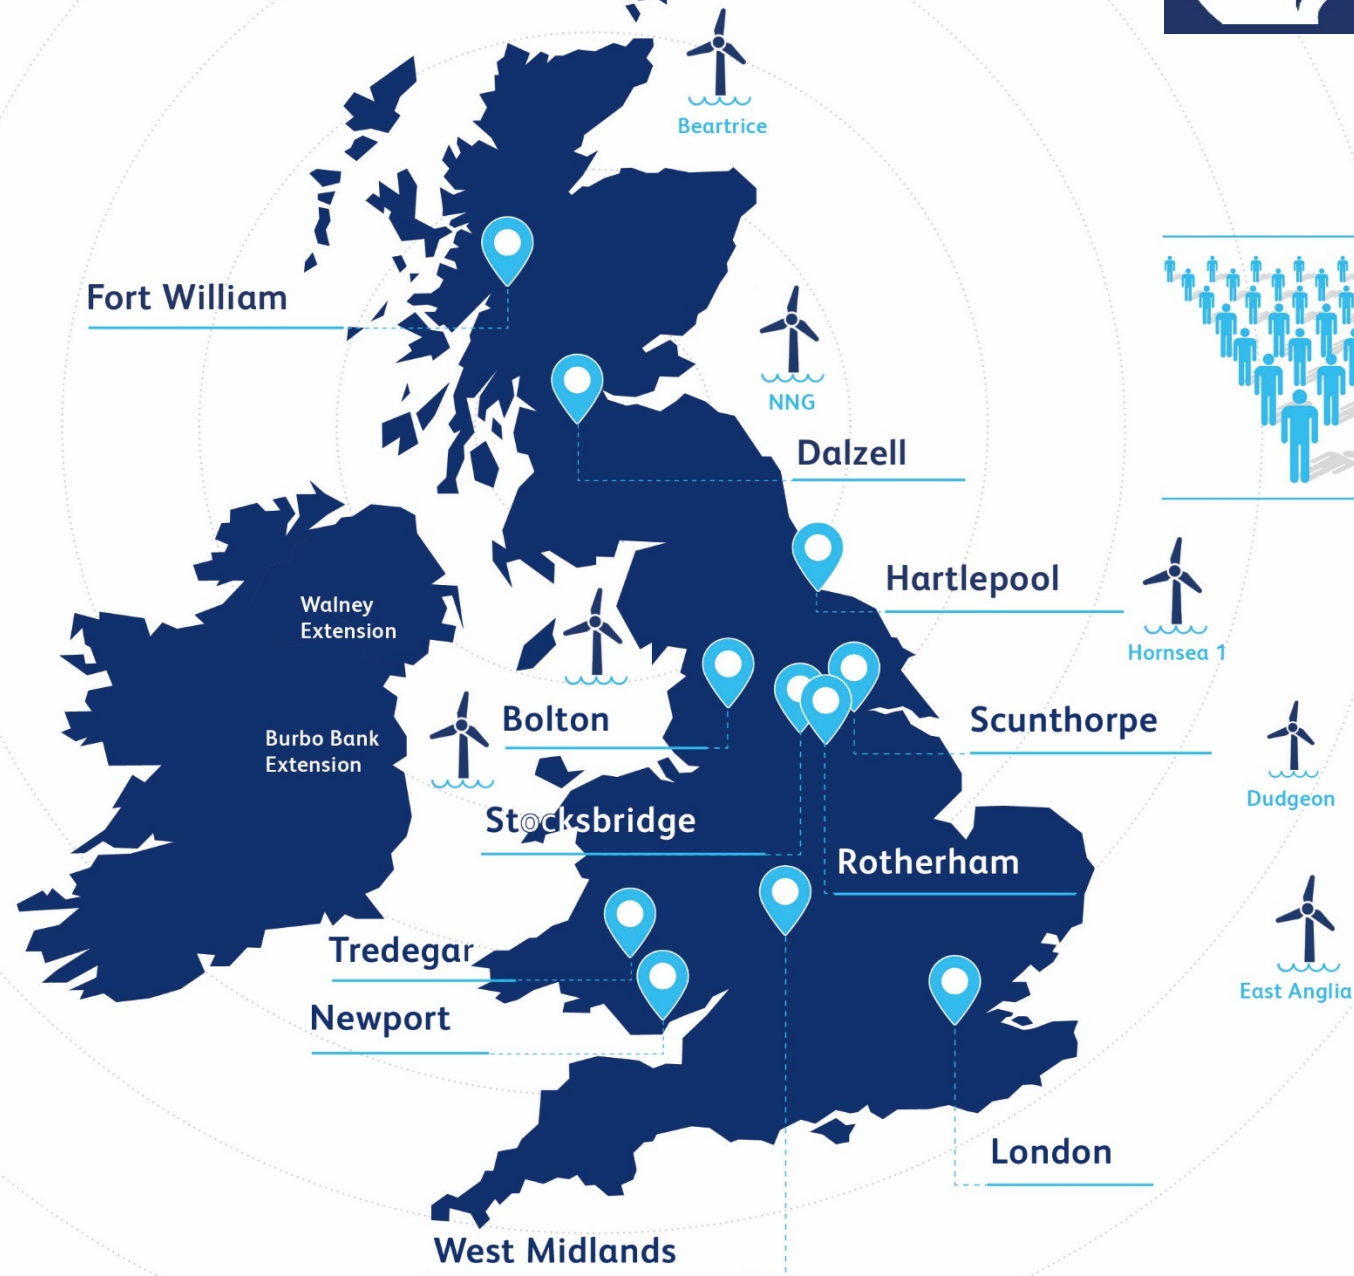 Beartrice
Fort William
NNG
Dalzell
Hartlepool
Walney
Extension
Hornsea 1
Bolton
Scunthorpe
Burbo Bank
Extension
Dudgeon
Stocksbridge
Rotherham
Tredegar
East Anglia
Newport
London
West Midlands